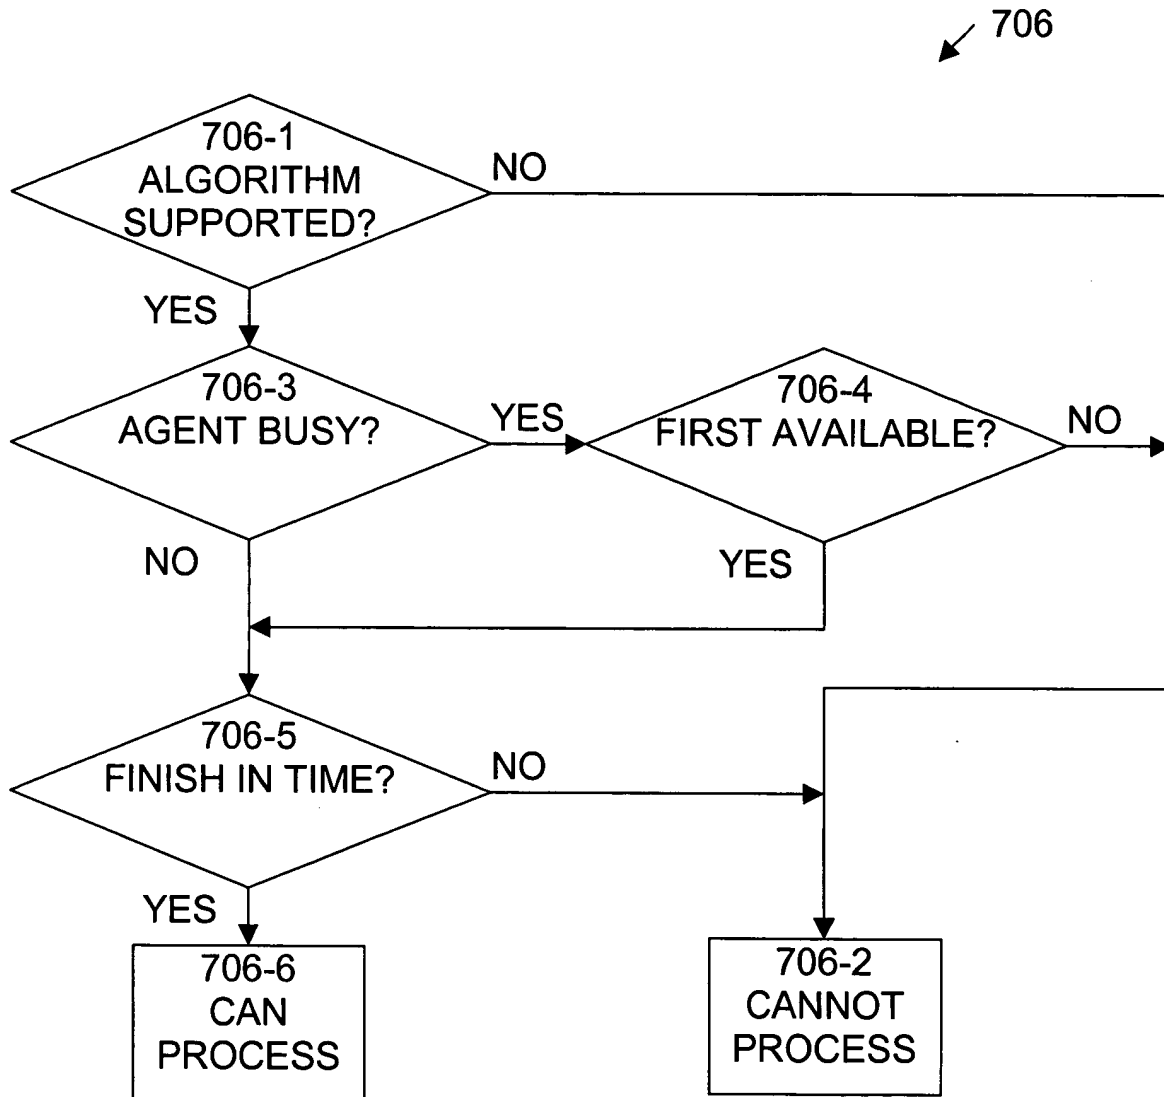 706
706-1
ALGORITHM
SUPPORTED?
NO
YES
706-3
AGENT BUSY?
YES
706-4
FIRST AVAILABLE?
NO
NO
YES
706-5
FINISH IN TIME?
NO
YES
706-6
CAN
PROCESS
706-2
CANNOT
PROCESS